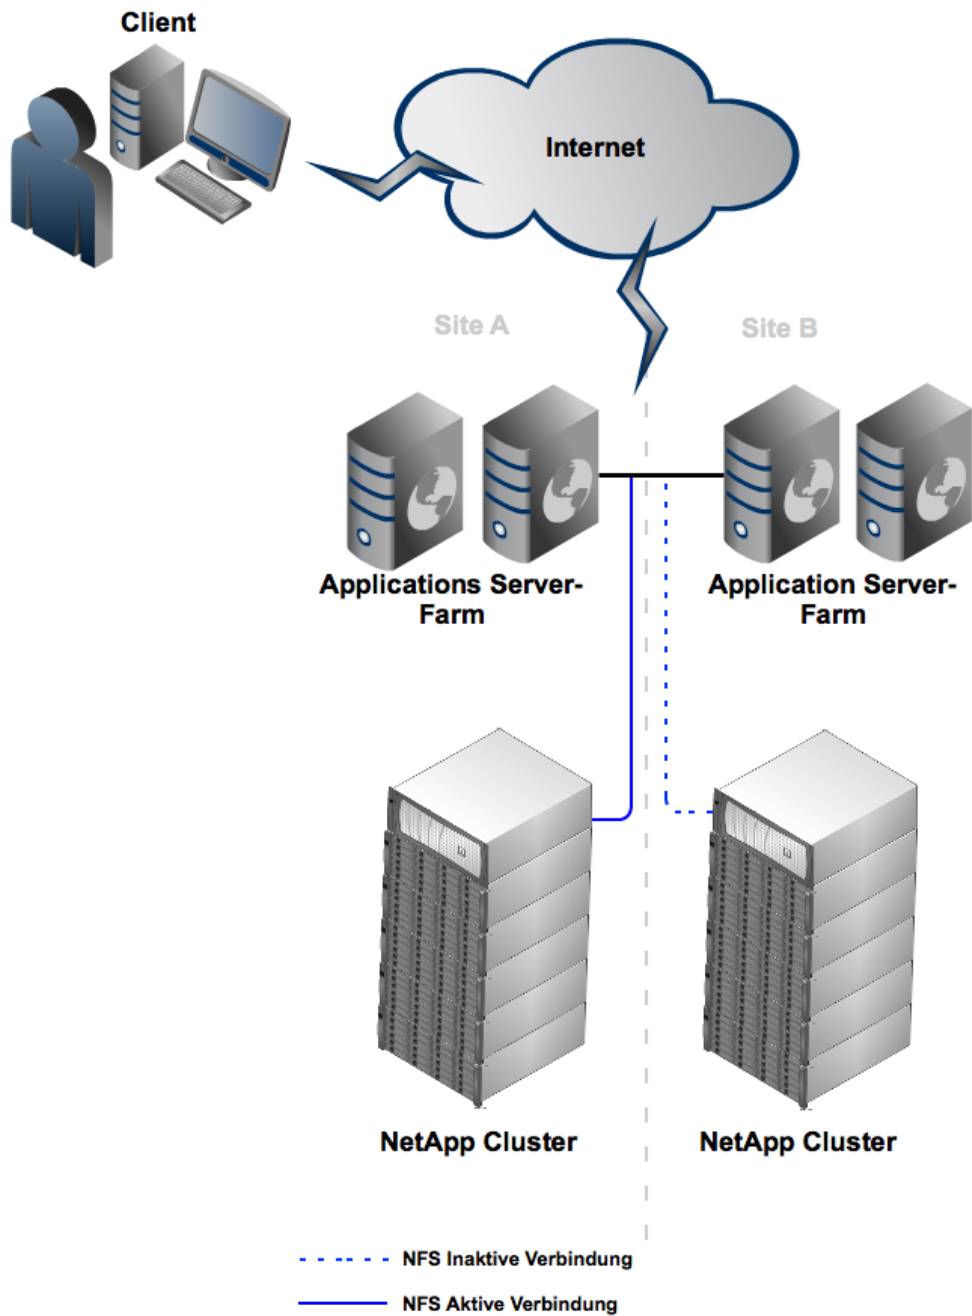 Client
Internet
Site A
Site B
Applications Server-
Farm
Application Server-
Farm
NetApp Cluster
NetApp Cluster
NFS Inaktive Verbindung
NFS Aktive Verbindung